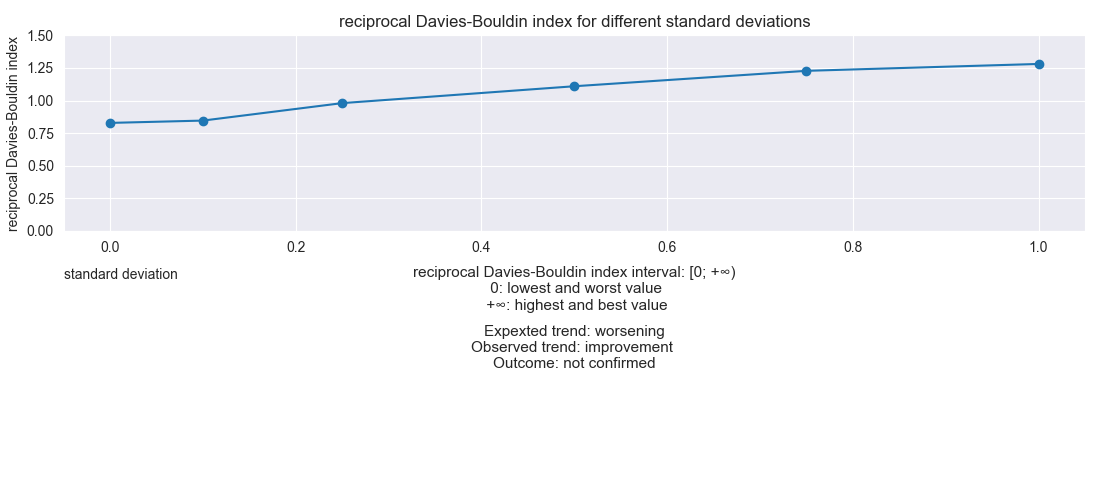 reciprocal Davies-Bouldin index for different standard deviations
reciprocal Davies-Bouldin index
1.50
1.25
1.00
0.75
0.50
0.25
0.00
0.0 0.2 0.4 0.6 0.8 1.0
standard deviation
reciprocal Davies-Bouldin index interval: [0; +∞)
0: lowest and worst value
+∞: highest and best value
Expexted trend: worsening
Observed trend: improvement
Outcome: not confirmed